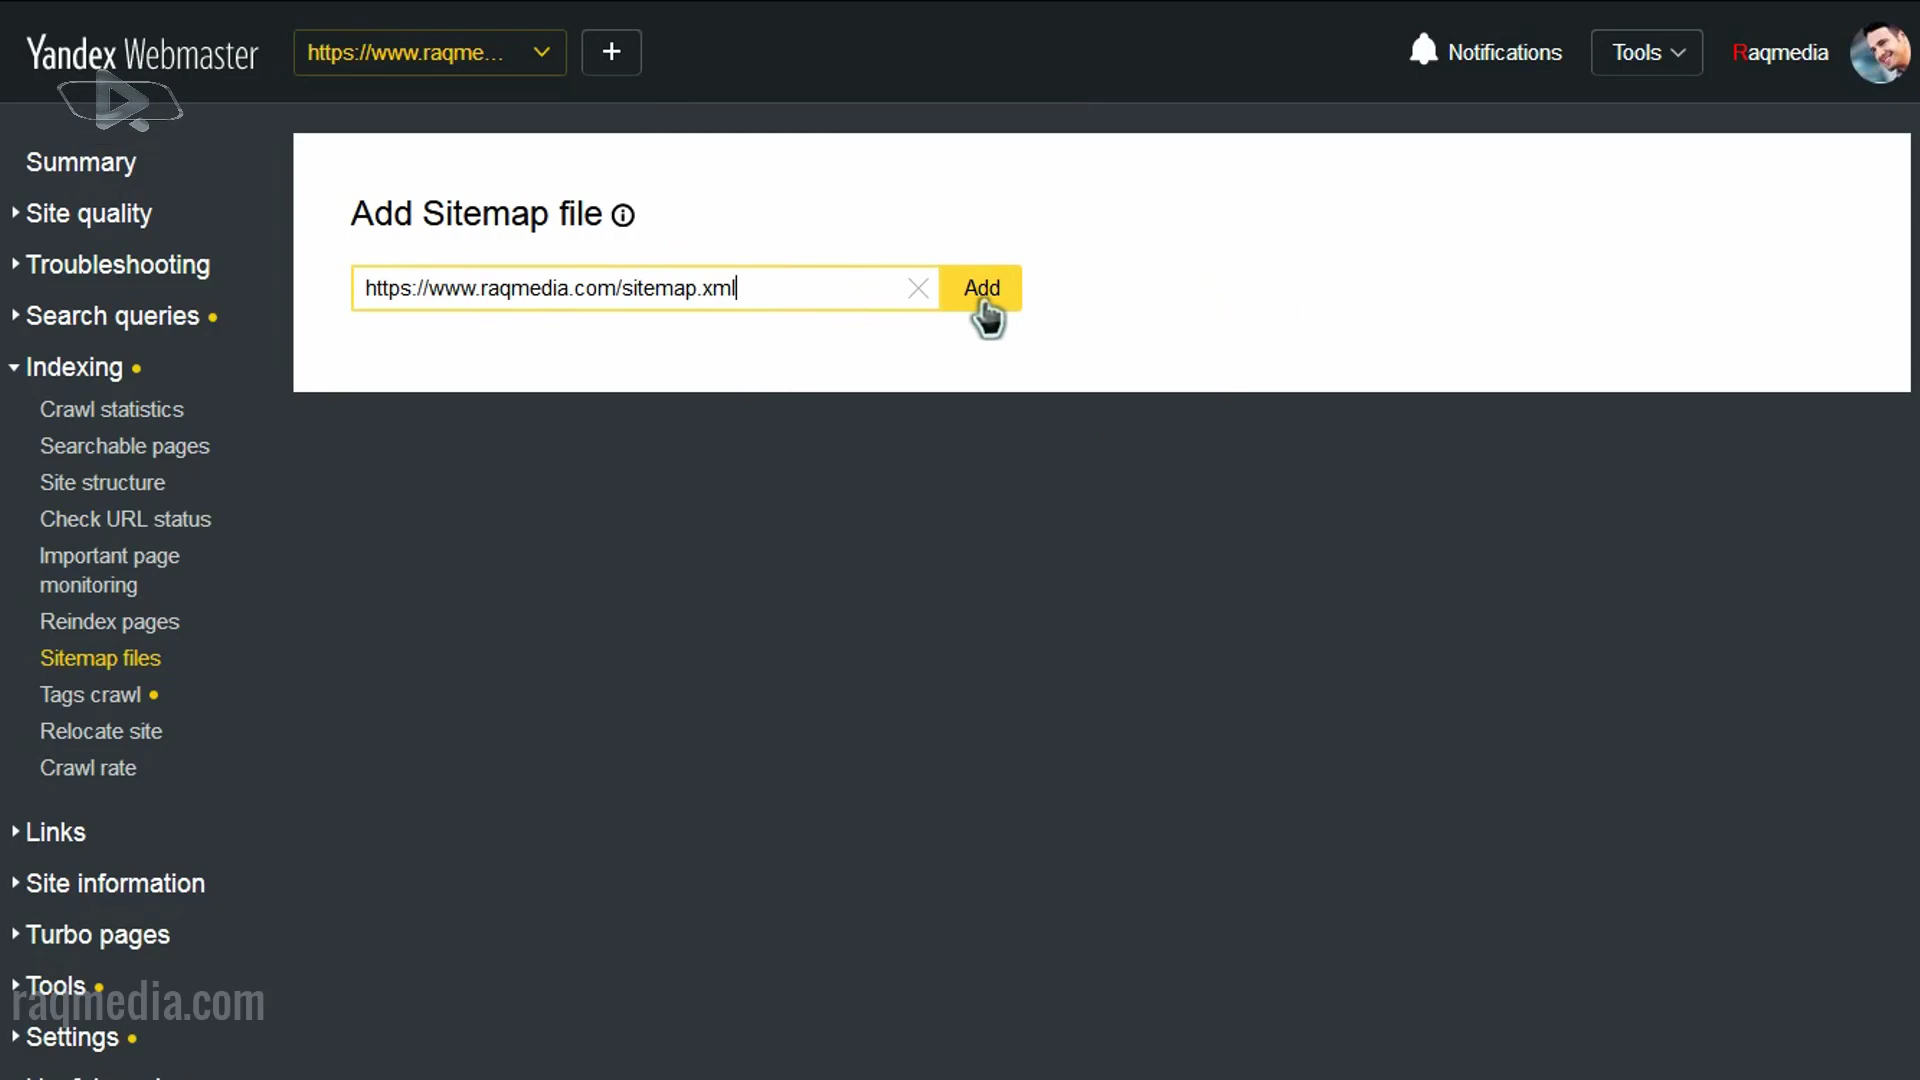 Yandex Webmaster
https://www.raqme...
+
Notifications
Tools
Raqmedia
Summary
Site quality
Troubleshooting
Search queries
Indexing
Crawl statistics
Searchable pages
Site structure
Check URL status
Important page
monitoring
Reindex pages
Sitemap files
Tags crawl
Relocate site
Crawl rate
Links
Site information
Turbo pages
Tools
raqmedia.com
Settings
Add Sitemap file
https://www.raqmedia.com/sitemap.xml
Add